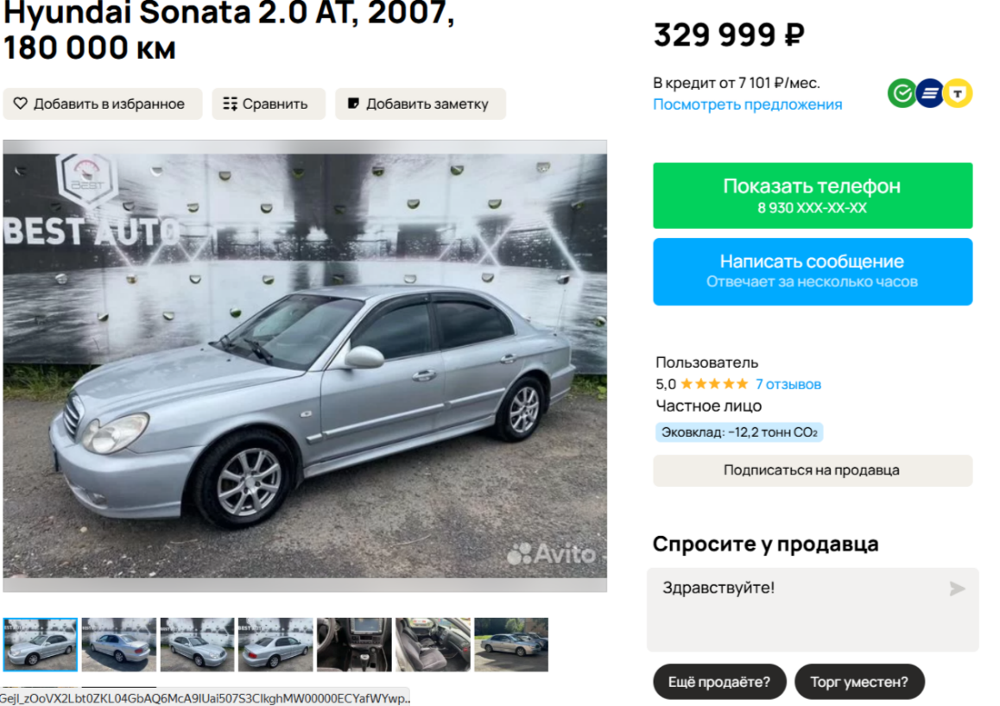 Hyundai Sonata 2.0 AT, 2007,
180 000 км
Добавить в избранное
Сравнить
Добавить заметку
BEST
BEST AUTO
Avito
329 999 ₽
В кредит от 7 101 ₽/мес.
Посмотреть предложения
Т
Показать телефон
8 930 XXX-XX-XX
Написать сообщение
Отвечает за несколько часов
Пользователь
5,0 ★★★★★ 7 отзывов
Частное лицо
Эковклад: −12,2 тонн CO₂
Подписаться на продавца
Спросите у продавца
Здравствуйте!
Ещё продаёте?
Торг уместен?